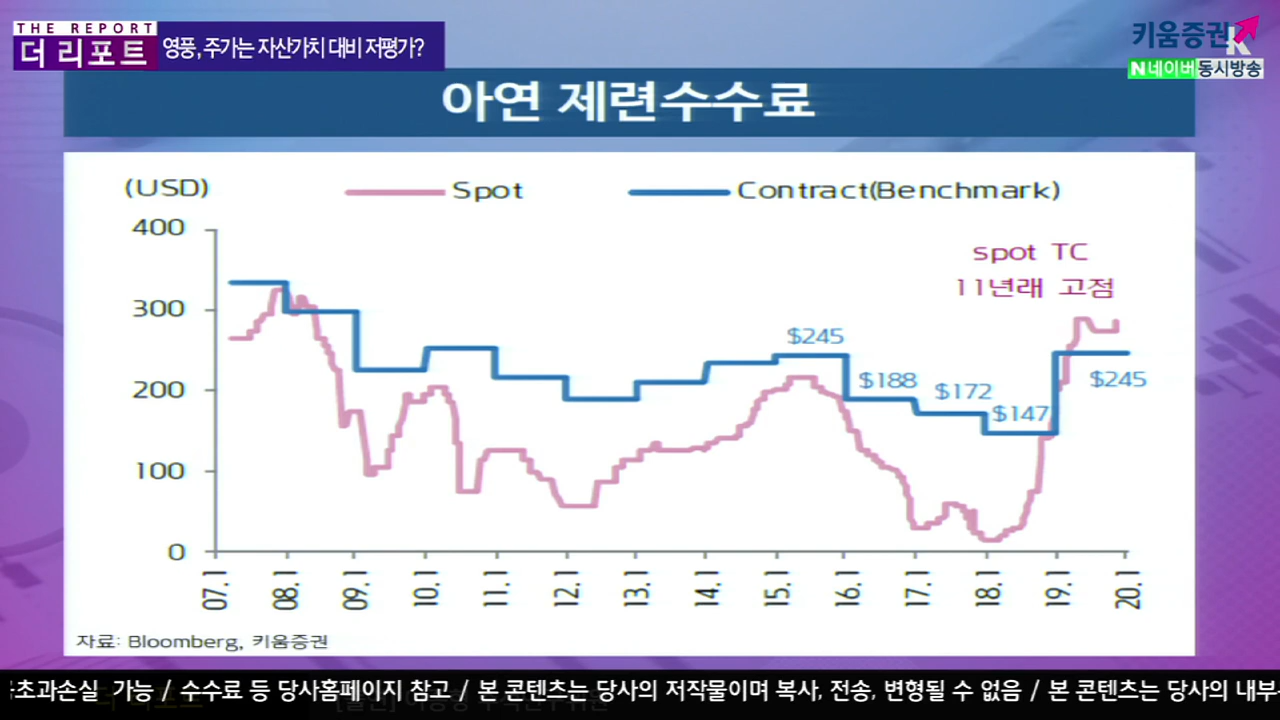 THE REPORT
더 리포트
영풍, 주가는 자산가치 대비 저평가?
키움증권
N 네이버 동시방송
아연 제련수수료
(USD)
Spot
Contract(Benchmark)
400
300
200
100
0
spot TC
11년래 고점
$245
$188
$172
$147
$245
07.1
08.1
09.1
10.1
11.1
12.1
13.1
14.1
15.1
16.1
17.1
18.1
19.1
20.1
자료: Bloomberg, 키움증권
초과손실 가능 / 수수료 등 당사홈페이지 참고 / 본 콘텐츠는 당사의 저작물이며 복사, 전송, 변형될 수 없음 / 본 콘텐츠는 당사의 내부